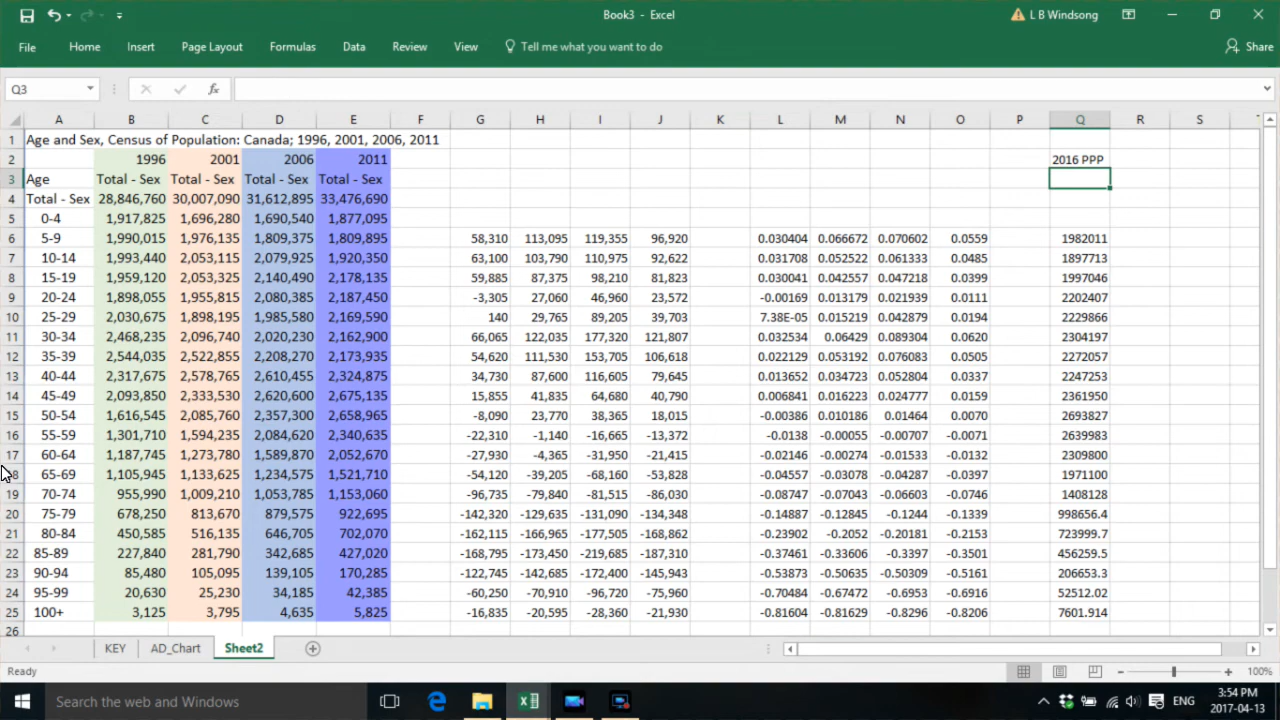 Book3 - Excel
L B Windsong
File Home Insert Page Layout Formulas Data Review View Tell me what you want to do Share
Q3 fx
A B C D E F G H I J K L M N O P Q R S
1 Age and Sex, Census of Population: Canada; 1996, 2001, 2006, 2011
2 1996 2001 2006 2011 2016 PPP
3 Age Total - Sex Total - Sex Total - Sex Total - Sex
4 Total - Sex 28,846,760 30,007,090 31,612,895 33,476,690
5 0-4 1,917,825 1,696,280 1,690,540 1,877,095
6 5-9 1,990,015 1,976,135 1,809,375 1,809,895 58,310 113,095 119,355 96,920 0.030404 0.066672 0.070602 0.0559 1982011
7 10-14 1,993,440 2,053,115 2,079,925 1,920,350 63,100 103,790 110,975 92,622 0.031708 0.052522 0.061333 0.0485 1897713
8 15-19 1,959,120 2,053,325 2,140,490 2,178,135 59,885 87,375 98,210 81,823 0.030041 0.042557 0.047218 0.0399 1997046
9 20-24 1,898,055 1,955,815 2,080,385 2,187,450 -3,305 27,060 46,960 23,572 -0.00169 0.013179 0.021939 0.0111 2202407
10 25-29 2,030,675 1,898,195 1,985,580 2,169,590 140 29,765 89,205 39,703 7.38E-05 0.015219 0.042879 0.0194 2229866
11 30-34 2,468,235 2,096,740 2,020,230 2,162,900 66,065 122,035 177,320 121,807 0.032534 0.06429 0.089304 0.0620 2304197
12 35-39 2,544,035 2,522,855 2,208,270 2,173,935 54,620 111,530 153,705 106,618 0.022129 0.053192 0.076083 0.0505 2272057
13 40-44 2,317,675 2,578,765 2,610,455 2,324,875 34,730 87,600 116,605 79,645 0.013652 0.034723 0.052804 0.0337 2247253
14 45-49 2,093,850 2,333,530 2,620,600 2,675,135 15,855 41,835 64,680 40,790 0.006841 0.016223 0.024777 0.0159 2361950
15 50-54 1,616,545 2,085,760 2,357,300 2,658,965 -8,090 23,770 38,365 18,015 -0.00386 0.010186 0.01464 0.0070 2693827
16 55-59 1,301,710 1,594,235 2,084,620 2,340,635 -22,310 -1,140 -16,665 -13,372 -0.0138 -0.00055 -0.00707 -0.0071 2639983
17 60-64 1,187,745 1,273,780 1,589,870 2,052,670 -27,930 -4,365 -31,950 -21,415 -0.02146 -0.00274 -0.01533 -0.0132 2309800
8 65-69 1,105,945 1,133,625 1,234,575 1,521,710 -54,120 -39,205 -68,160 -53,828 -0.04557 -0.03078 -0.04287 -0.0397 1971100
19 70-74 955,990 1,009,210 1,053,785 1,153,060 -96,735 -79,840 -81,515 -86,030 -0.08747 -0.07043 -0.06603 -0.0746 1408128
20 75-79 678,250 813,670 879,575 922,695 -142,320 -129,635 -131,090 -134,348 -0.14887 -0.12845 -0.1244 -0.1339 998656.4
21 80-84 450,585 516,135 646,705 702,070 -162,115 -166,965 -177,505 -168,862 -0.23902 -0.2052 -0.20181 -0.2153 723999.7
22 85-89 227,840 281,790 342,685 427,020 -168,795 -173,450 -219,685 -187,310 -0.37461 -0.33606 -0.3397 -0.3501 456259.5
23 90-94 85,480 105,095 139,105 170,285 -122,745 -142,685 -172,400 -145,943 -0.53873 -0.50635 -0.50309 -0.5161 206653.3
24 95-99 20,630 25,230 34,185 42,385 -60,250 -70,910 -96,720 -75,960 -0.70484 -0.67472 -0.6953 -0.6916 52512.02
25 100+ 3,125 3,795 4,635 5,825 -16,835 -20,595 -28,360 -21,930 -0.81604 -0.81629 -0.8296 -0.8206 7601.914
26
KEY AD_Chart Sheet2
Ready 100%
Search the web and Windows ENG 3:54 PM
2017-04-13